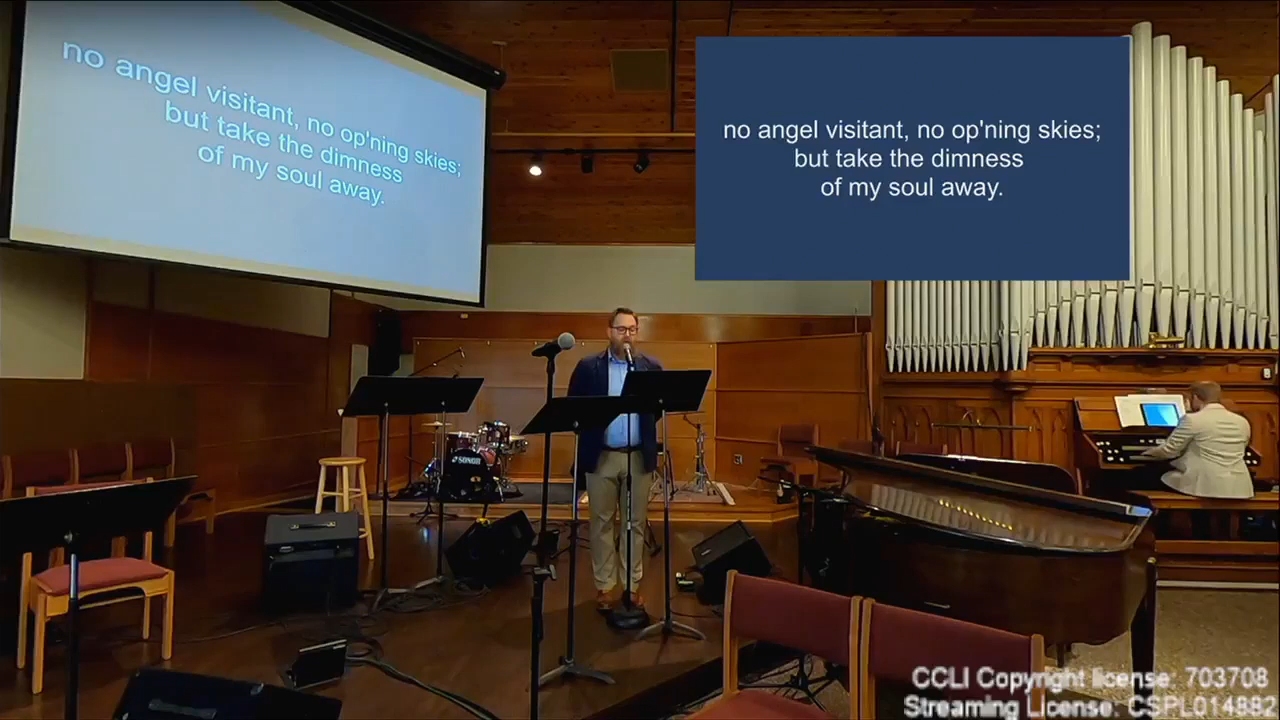 no angel visitant, no op'ning skies;
but take the dimness
of my soul away.
no angel visitant, no op'ning skies;
but take the dimness
of my soul away.
SONOR
CCLI Copyright license: 703708
Streaming License: CSPL014882